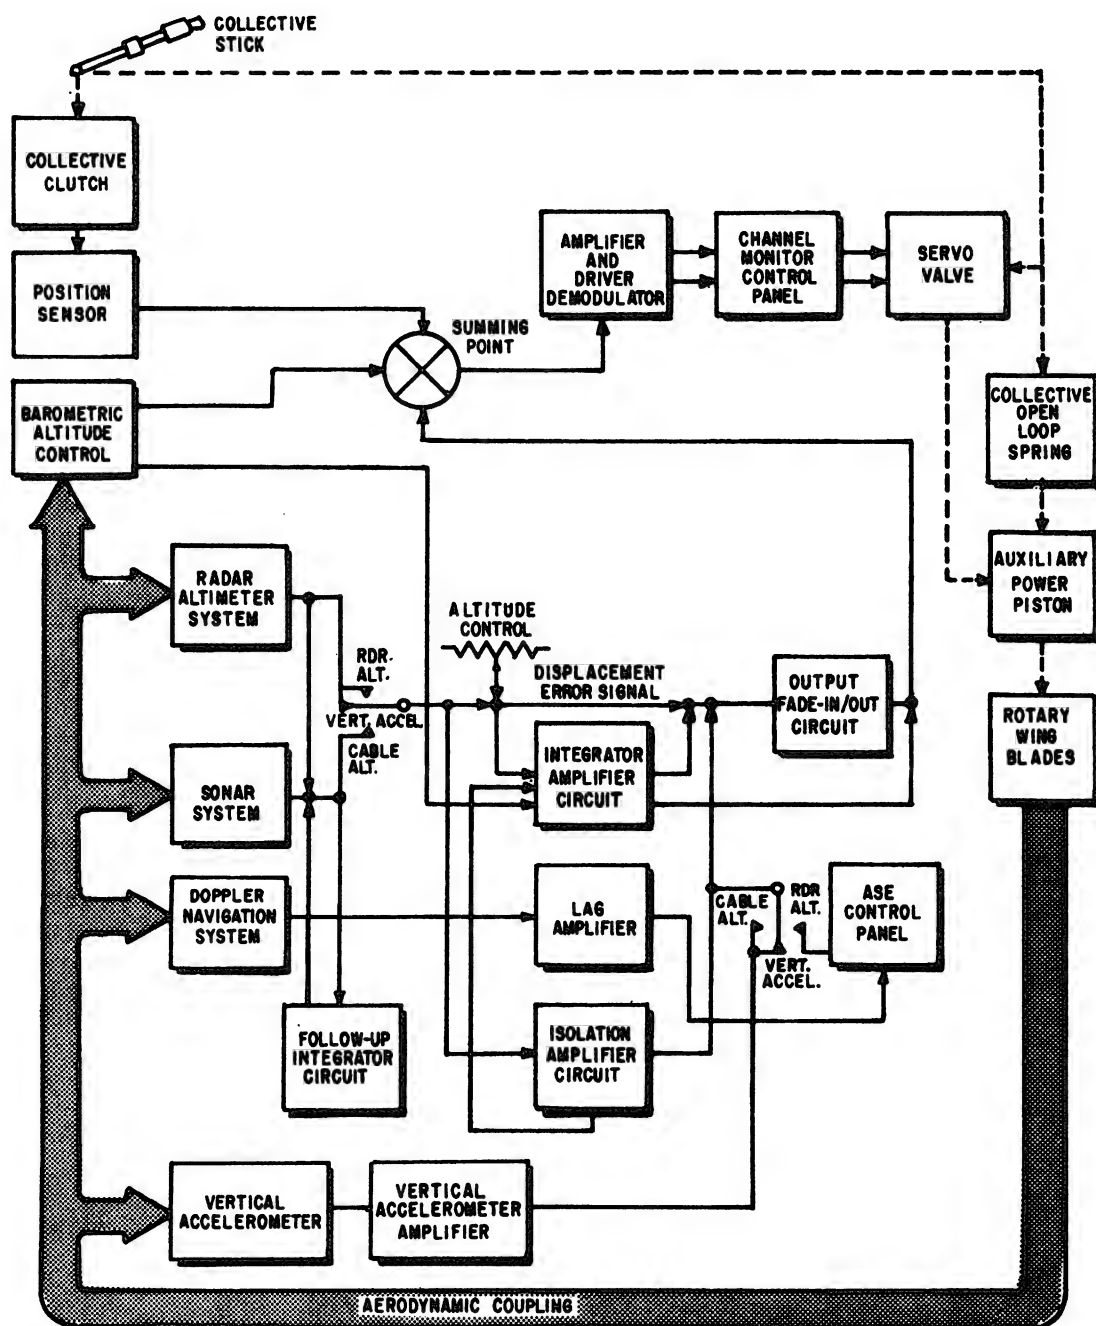 COLLECTIVE
STICK
COLLECTIVE
CLUTCH
POSITION
SENSOR
AMPLIFIER
AND
DRIVER
DEMODULATOR
CHANNEL
MONITOR
CONTROL
PANEL
SERVO
VALVE
SUMMING
POINT
BAROMETRIC
ALTITUDE
CONTROL
COLLECTIVE
OPEN
LOOP
SPRING
RADAR
ALTIMETER
SYSTEM
AUXILIARY
POWER
PISTON
ALTITUDE
CONTROL
RDR.
ALT.
VERT. ACCEL.
CABLE
ALT.
DISPLACEMENT
ERROR SIGNAL
OUTPUT
FADE-IN/OUT
CIRCUIT
ROTARY
WING
BLADES
SONAR
SYSTEM
INTEGRATOR
AMPLIFIER
CIRCUIT
DOPPLER
NAVIGATION
SYSTEM
LAG
AMPLIFIER
CABLE
ALT.
RDR
ALT.
VERT.
ACCEL.
ASE
CONTROL
PANEL
FOLLOW-UP
INTEGRATOR
CIRCUIT
ISOLATION
AMPLIFIER
CIRCUIT
VERTICAL
ACCELEROMETER
VERTICAL
ACCELEROMETER
AMPLIFIER
AERODYNAMIC COUPLING